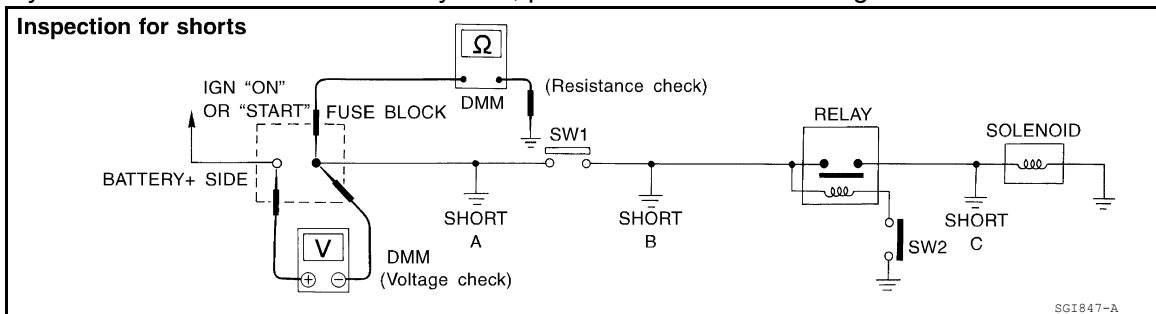 Inspection for shorts
Ω
IGN “ON”
OR “START”
FUSE BLOCK
DMM
(Resistance check)
SW1
RELAY
SOLENOID
BATTERY+ SIDE
SHORT
A
SHORT
B
SHORT
C
SW2
V
+
−
DMM
(Voltage check)
SGI847-A